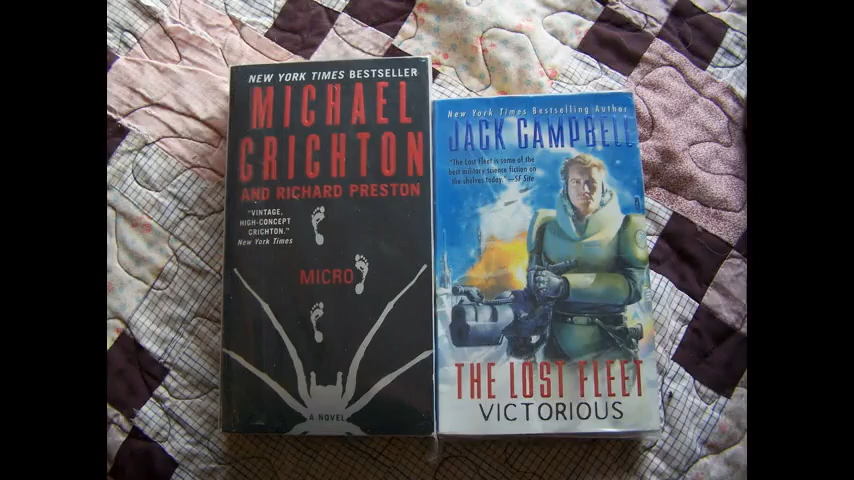 NEW YORK TIMES BESTSELLER
MICHAEL
CRICHTON
AND RICHARD PRESTON
"VINTAGE,
HIGH-CONCEPT
CRICHTON."
New York Times
MICRO
A NOVEL
New York Times Bestselling Author
JACK CAMPBELL
"The Lost Fleet is some of the
best military science fiction on
the shelves today." —SF Site
THE LOST FLEET
VICTORIOUS